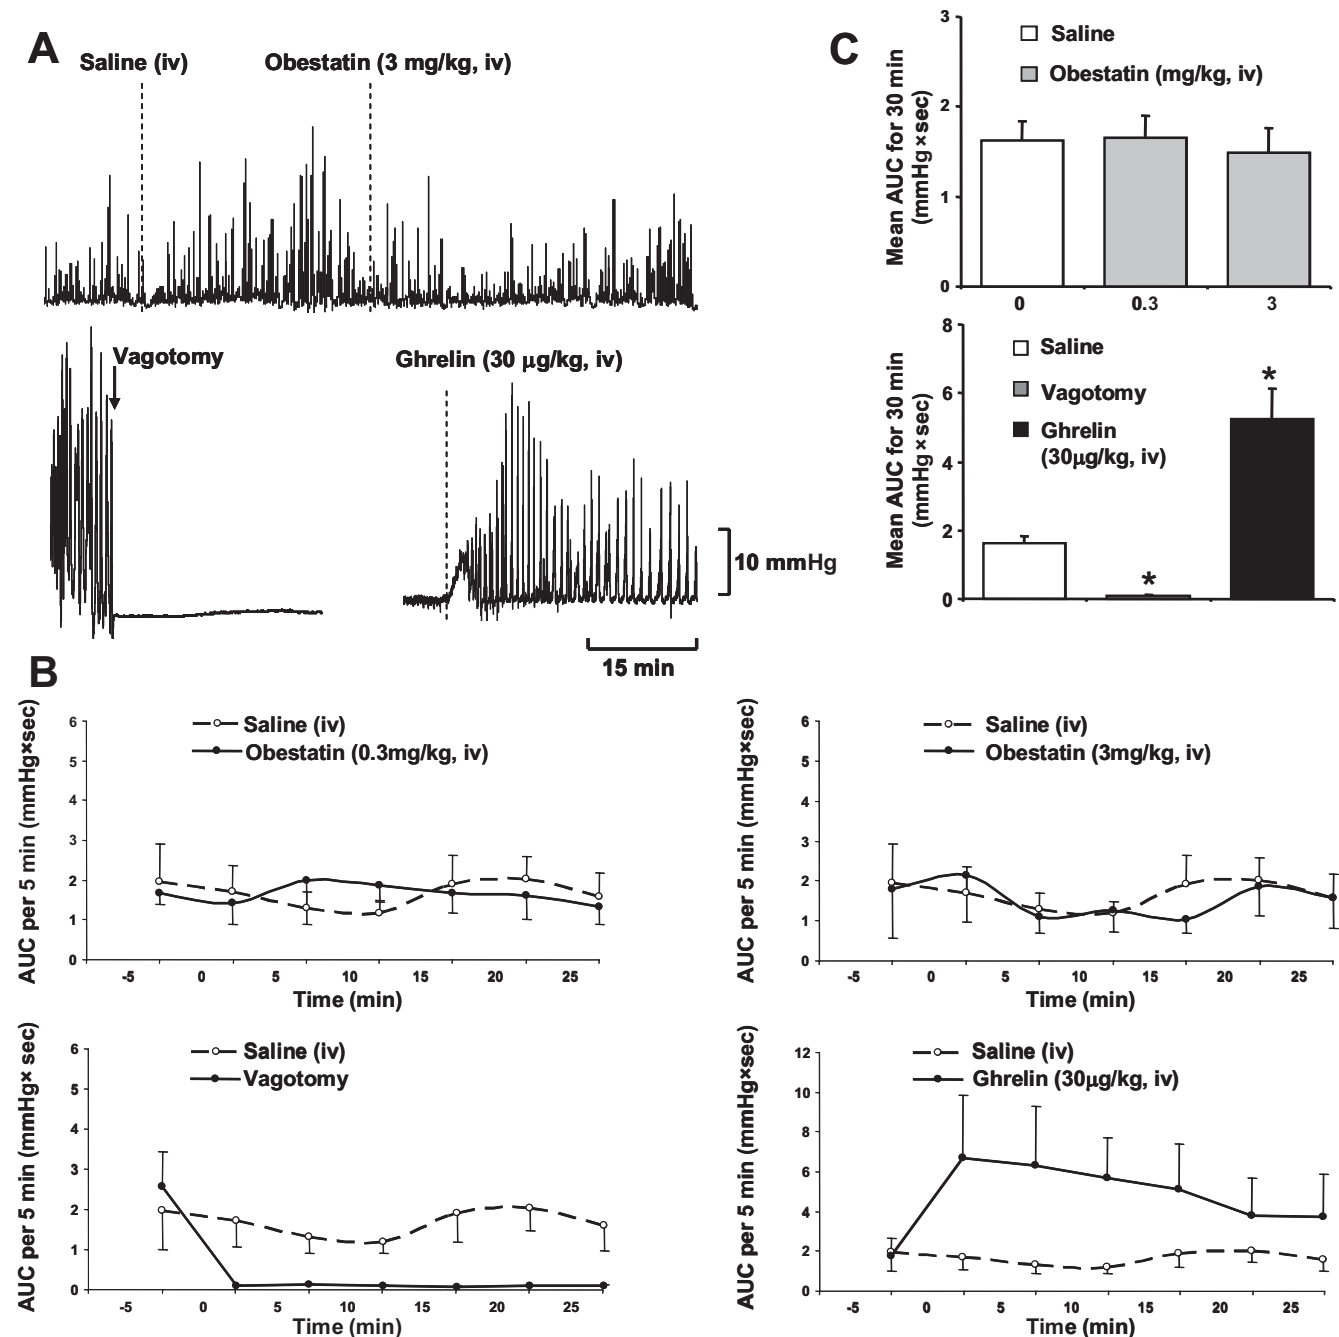 A
Saline (iv)
Obestatin (3 mg/kg, iv)
Vagotomy
Ghrelin (30 μg/kg, iv)
10 mmHg
15 min
C
Mean AUC for 30 min
(mmHg×sec)
3
2
1
0
Saline
Obestatin (mg/kg, iv)
0
0.3
3
Mean AUC for 30 min
(mmHg×sec)
8
6
4
2
0
Saline
Vagotomy
Ghrelin
(30μg/kg, iv)
*
*
B
AUC per 5 min (mmHg×sec)
6
5
4
3
2
1
0
Saline (iv)
Obestatin (0.3mg/kg, iv)
-5 0 5 10 15 20 25
Time (min)
AUC per 5 min (mmHg×sec)
6
5
4
3
2
1
0
Saline (iv)
Obestatin (3mg/kg, iv)
-5 0 5 10 15 20 25
Time (min)
AUC per 5 min (mmHg× sec)
6
5
4
3
2
1
0
Saline (iv)
Vagotomy
-5 0 5 10 15 20 25
Time (min)
AUC per 5 min (mmHg×sec)
12
10
8
6
4
2
0
Saline (iv)
Ghrelin (30μg/kg, iv)
-5 0 5 10 15 20 25
Time (min)